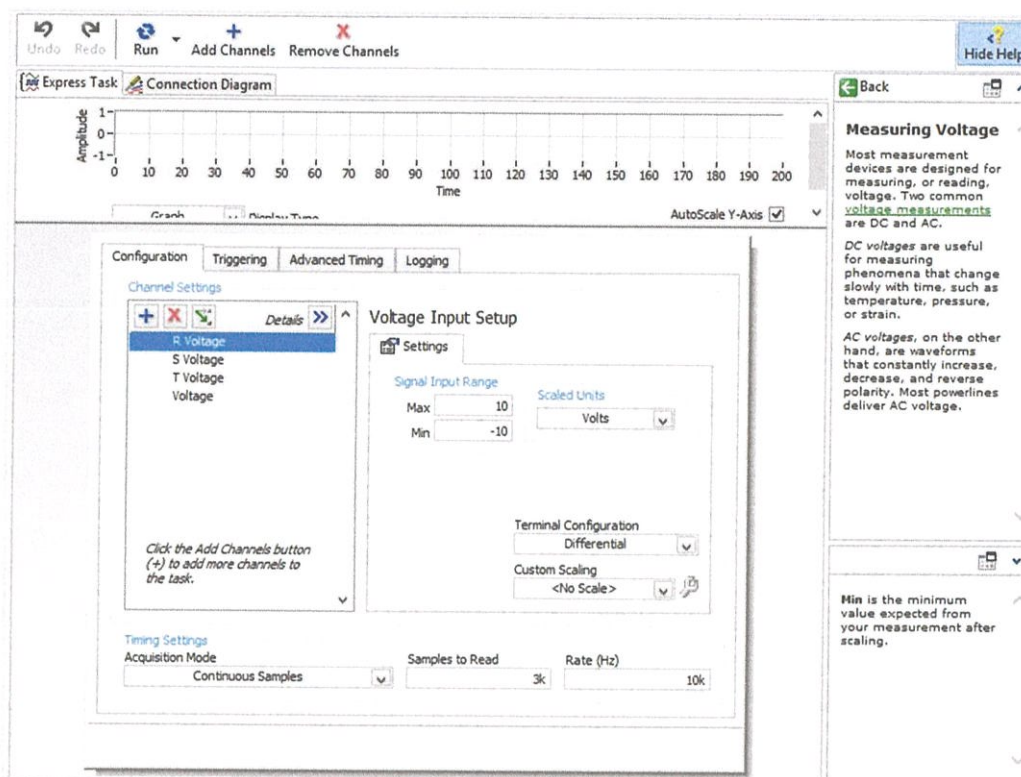 Undo Redo Run Add Channels Remove Channels Hide Help
Express Task Connection Diagram
Amplitude
1
0
-1
0 10 20 30 40 50 60 70 80 90 100 110 120 130 140 150 160 170 180 190 200
Time
Graph Display Type AutoScale Y-Axis
Configuration Triggering Advanced Timing Logging
Channel Settings
Details
R Voltage
S Voltage
T Voltage
Voltage
Click the Add Channels button
(+) to add more channels to
the task.
Voltage Input Setup
Settings
Signal Input Range
Max 10
Min -10
Scaled Units
Volts
Terminal Configuration
Differential
Custom Scaling
<No Scale>
Timing Settings
Acquisition Mode
Continuous Samples
Samples to Read
3k
Rate (Hz)
10k
Back
Measuring Voltage
Most measurement
devices are designed for
measuring, or reading,
voltage. Two common
voltage measurements
are DC and AC.
DC voltages are useful
for measuring
phenomena that change
slowly with time, such as
temperature, pressure,
or strain.
AC voltages, on the other
hand, are waveforms
that constantly increase,
decrease, and reverse
polarity. Most powerlines
deliver AC voltage.
Min is the minimum
value expected from
your measurement after
scaling.